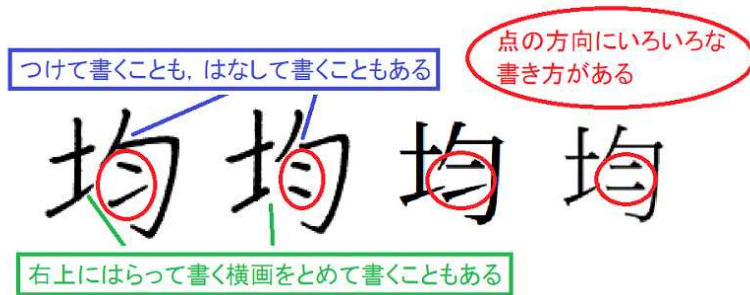 点の方向にいろいろな
書き方がある
つけて書くことも，はなして書くこともある
均 均 均 均
右上にはらって書く横画をとめて書くこともある